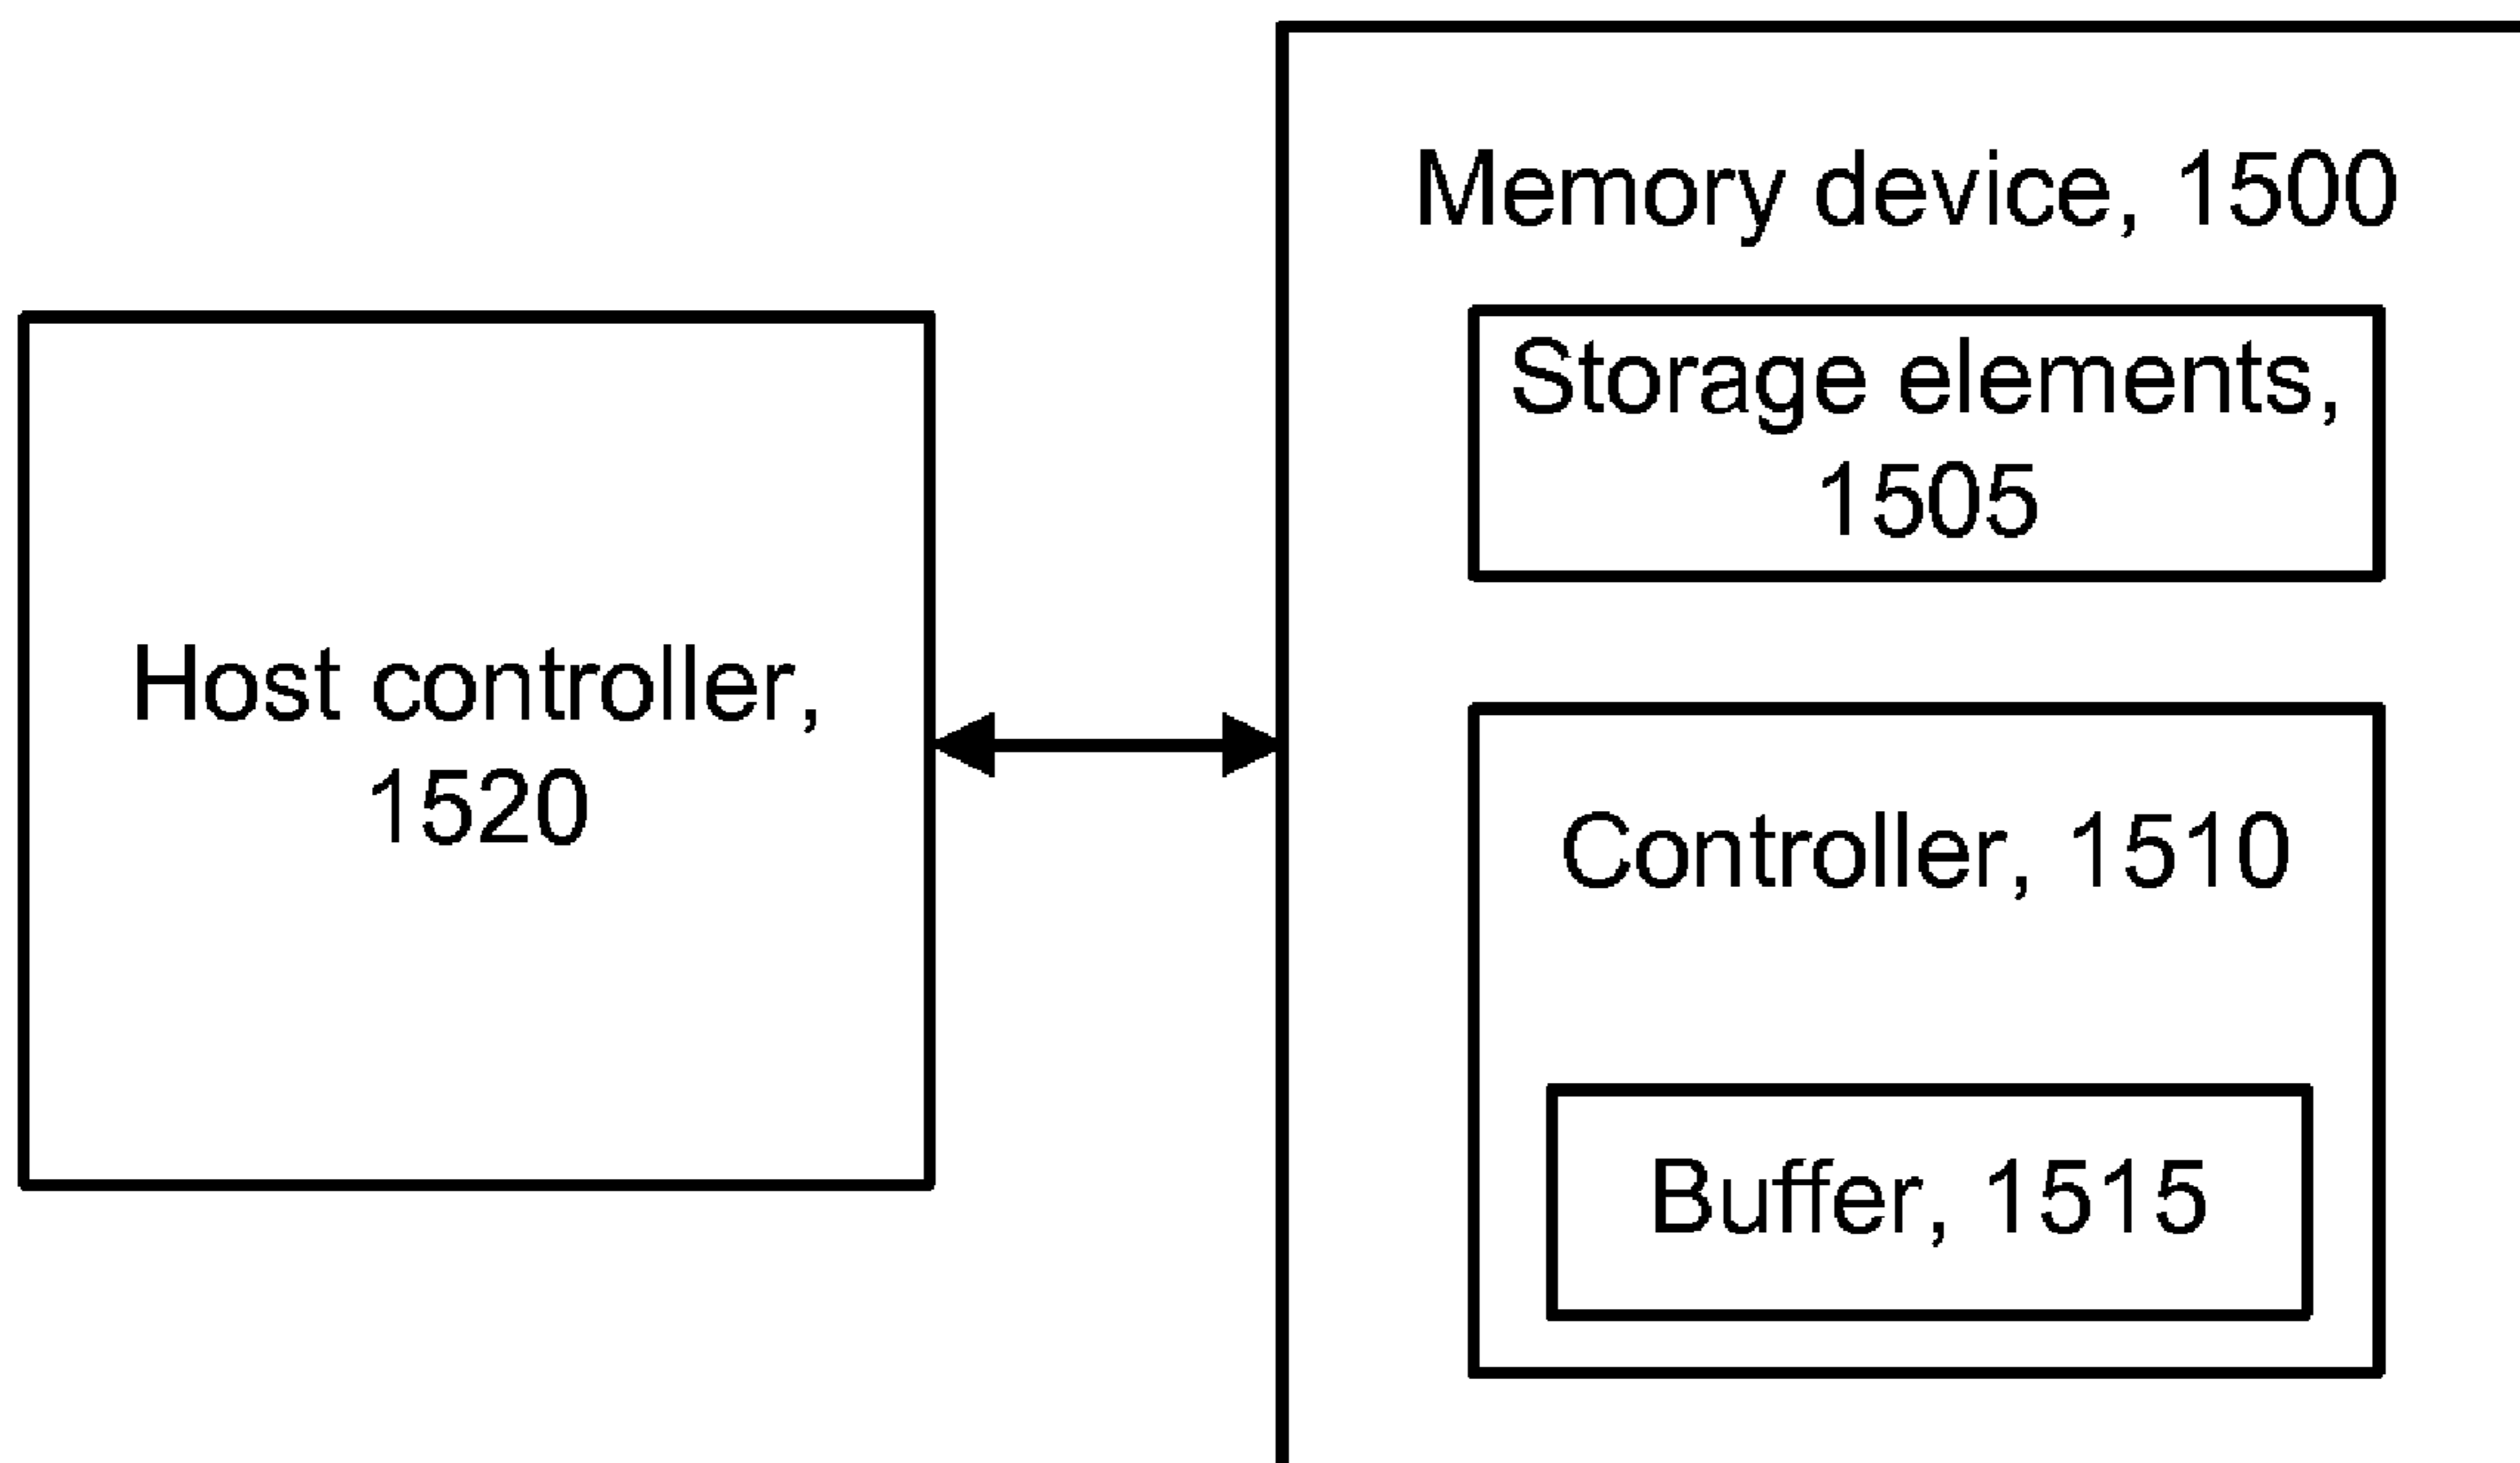 Memory device, 1500
Storage elements,
1505
Host controller,
1520
Controller, 1510
Buffer, 1515